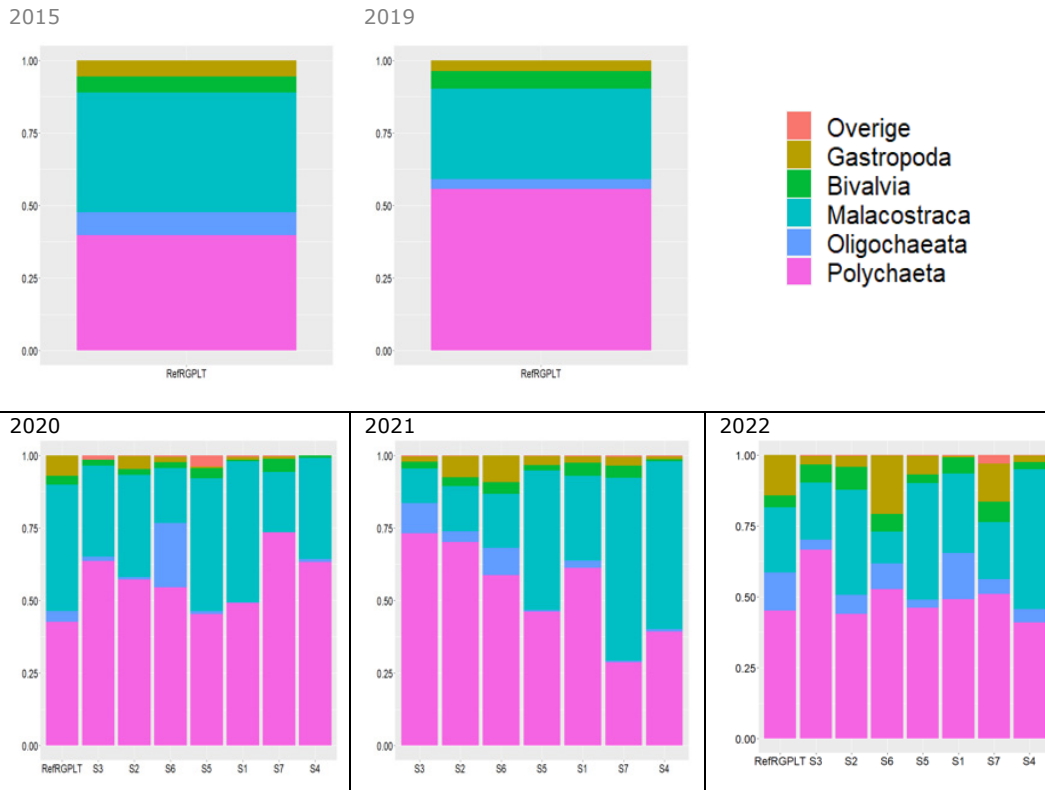 2015
2019
1.00
0.75
0.50
0.25
0.00
RefRGPLT
1.00
0.75
0.50
0.25
0.00
RefRGPLT
Overige
Gastropoda
Bivalvia
Malacostraca
Oligochaeata
Polychaeta
2020
1.00
0.75
0.50
0.25
0.00
RefRGPLT S3 S2 S6 S5 S1 S7 S4
2021
1.00
0.75
0.50
0.25
0.00
S3 S2 S6 S5 S1 S7 S4
2022
1.00
0.75
0.50
0.25
0.00
RefRGPLT S3 S2 S6 S5 S1 S7 S4